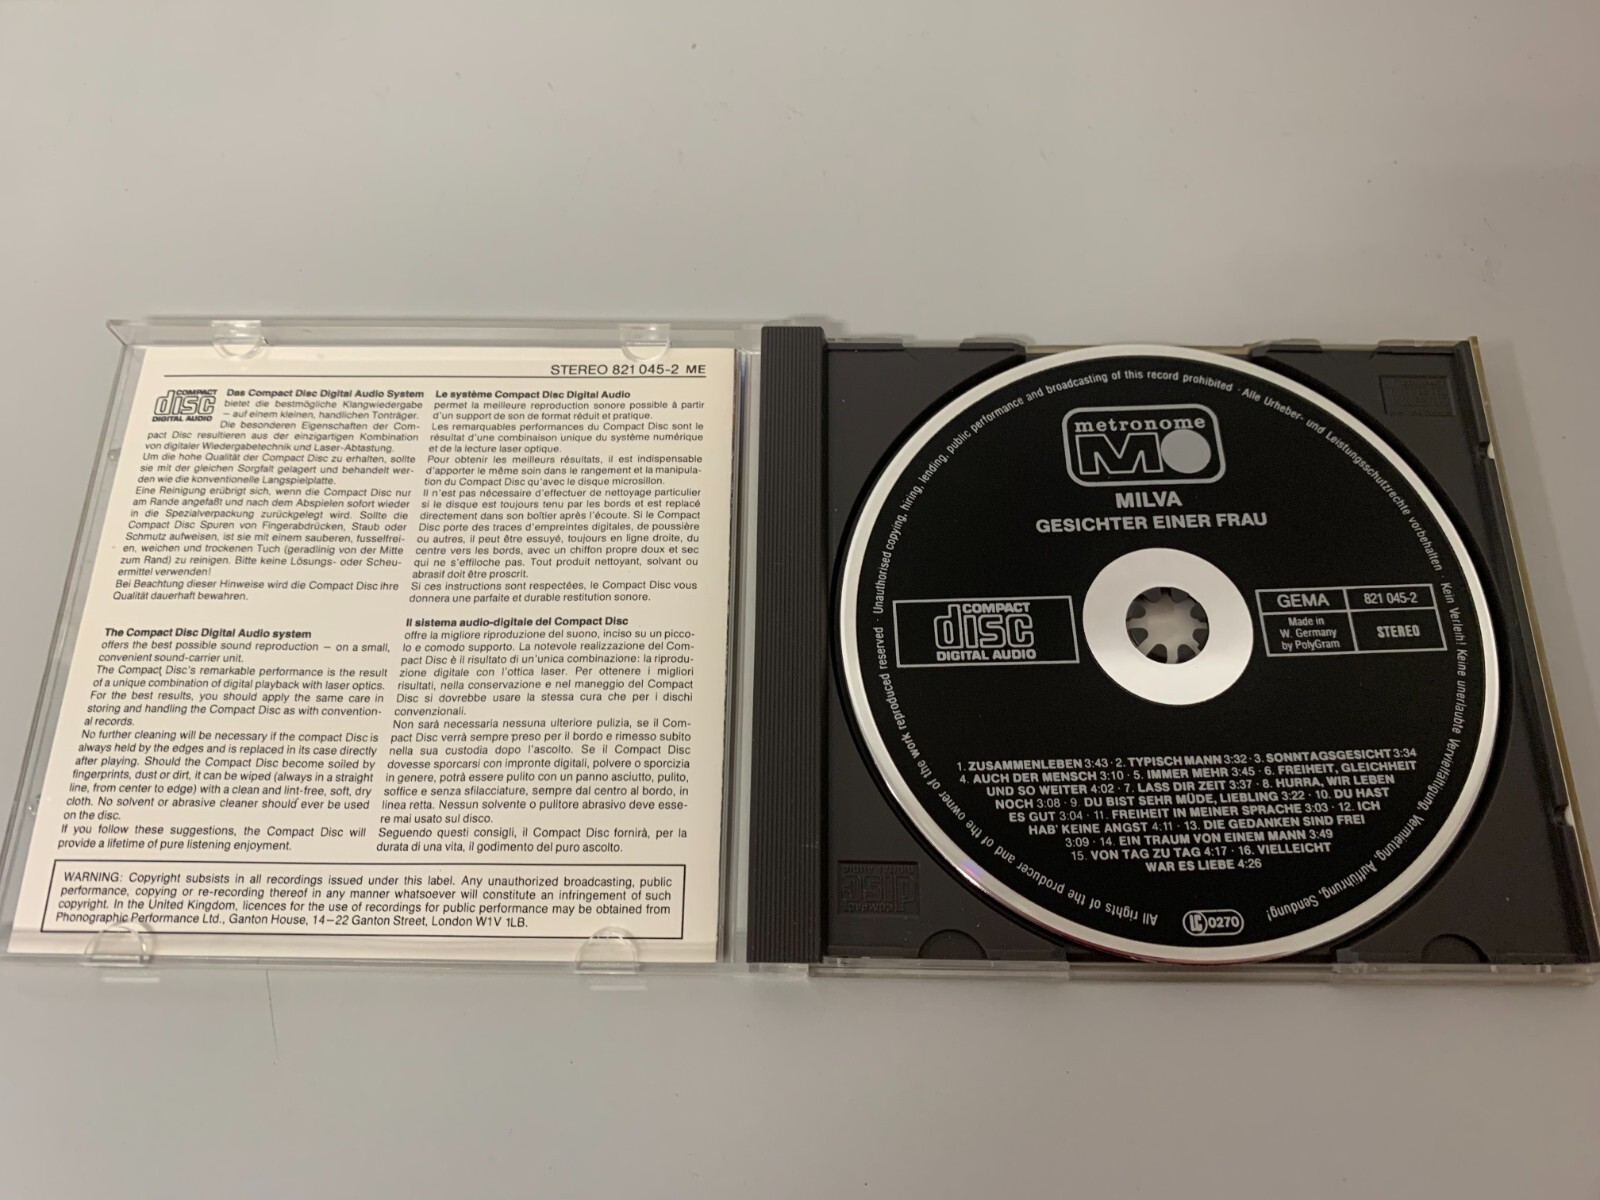 STEREO 821 045-2 ME
COMPACT
disc
DIGITAL AUDIO
Das Compact Disc Digital Audio System
bietet die bestmögliche Klangwiedergabe
– auf einem kleinen, handlichen Tonträger.
Die besonderen Eigenschaften der Com-
pact Disc resultieren aus der einzigartigen Kombination
von digitaler Wiedergabetechnik und Laser-Abtastung.
Um die hohe Qualität der Compact Disc zu erhalten, sollte
sie mit der gleichen Sorgfalt gelagert und behandelt wer-
den wie die konventionelle Langspielplatte.
Eine Reinigung erübrigt sich, wenn die Compact Disc nur
am Rande angefaßt und nach dem Abspielen sofort wieder
in die Spezialverpackung zurückgelegt wird. Sollte die
Compact Disc Spuren von Fingerabdrücken, Staub oder
Schmutz aufweisen, ist sie mit einem sauberen, fusselfrei-
en, weichen und trockenen Tuch (geradlinig von der Mitte
zum Rand) zu reinigen. Bitte keine Lösungs- oder Scheu-
ermittel verwenden!
Bei Beachtung dieser Hinweise wird die Compact Disc ihre
Qualität dauerhaft bewahren.
The Compact Disc Digital Audio system
offers the best possible sound reproduction – on a small,
convenient sound-carrier unit.
The Compact Disc's remarkable performance is the result
of a unique combination of digital playback with laser optics.
For the best results, you should apply the same care in
storing and handling the Compact Disc as with convention-
al records.
No further cleaning will be necessary if the compact Disc is
always held by the edges and is replaced in its case directly
after playing. Should the Compact Disc become soiled by
fingerprints, dust or dirt, it can be wiped (always in a straight
line, from center to edge) with a clean and lint-free, soft, dry
cloth. No solvent or abrasive cleaner should ever be used
on the disc.
If you follow these suggestions, the Compact Disc will
provide a lifetime of pure listening enjoyment.
Le système Compact Disc Digital Audio
permet la meilleure reproduction sonore possible à partir
d'un support de son de format réduit et pratique.
Les remarquables performances du Compact Disc sont le
résultat d'une combinaison unique du système numérique
et de la lecture laser optique.
Pour obtenir les meilleurs résultats, il est indispensable
d'apporter le même soin dans le rangement et la manipula-
tion du Compact Disc qu'avec le disque microsillon.
Il n'est pas nécessaire d'effectuer de nettoyage particulier
si le disque est toujours tenu par les bords et est replacé
directement dans son boîtier après l'écoute. Si le Compact
Disc porte des traces d'empreintes digitales, de poussière
ou autres, il peut être essuyé, toujours en ligne droite, du
centre vers les bords, avec un chiffon propre doux et sec
qui ne s'effiloche pas. Tout produit nettoyant, solvant ou
abrasif doit être proscrit.
Si ces instructions sont respectées, le Compact Disc vous
donnera une parfaite et durable restitution sonore.
Il sistema audio-digitale del Compact Disc
offre la migliore riproduzione del suono, inciso su un picco-
lo e comodo supporto. La notevole realizzazione del Com-
pact Disc è il risultato di un'unica combinazione: la riprodu-
zione digitale con l'ottica laser. Per ottenere i migliori
risultati, nella conservazione e nel maneggio del Compact
Disc si dovrebbe usare la stessa cura che per i dischi
convenzionali.
Non sarà necessaria nessuna ulteriore pulizia, se il Com-
pact Disc verrà sempre preso per il bordo e rimesso subito
nella sua custodia dopo l'ascolto. Se il Compact Disc
dovesse sporcarsi con impronte digitali, polvere o sporcizia
in genere, potrà essere pulito con un panno asciutto, pulito,
soffice e senza sfilacciature, sempre dal centro al bordo, in
linea retta. Nessun solvente o pulitore abrasivo deve esse-
re mai usato sul disco.
Seguendo questi consigli, il Compact Disc fornirà, per la
durata di una vita, il godimento del puro ascolto.
WARNING: Copyright subsists in all recordings issued under this label. Any unauthorized broadcasting, public
performance, copying or re-recording thereof in any manner whatsoever will constitute an infringement of such
copyright. In the United Kingdom, licences for the use of recordings for public performance may be obtained from
Phonographic Performance Ltd., Ganton House, 14–22 Ganton Street, London W1V 1LB.
All rights of the producer and of the owner of the work reproduced reserved · Unauthorised copying, hiring, lending, public performance and broadcasting of this record prohibited · Alle Urheber- und Leistungsschutzrechte vorbehalten · Kein Verleih! Keine unerlaubte Vervielfältigung, Vermietung, Aufführung, Sendung!
metronome
MO
MILVA
GESICHTER EINER FRAU
COMPACT
disc
DIGITAL AUDIO
GEMA
821 045-2
Made in
W. Germany
by PolyGram
STEREO
1. ZUSAMMENLEBEN 3:43 · 2. TYPISCH MANN 3:32 · 3. SONNTAGSGESICHT 3:34
4. AUCH DER MENSCH 3:10 · 5. IMMER MEHR 3:45 · 6. FREIHEIT, GLEICHHEIT
UND SO WEITER 4:02 · 7. LASS DIR ZEIT 3:37 · 8. HURRA, WIR LEBEN
NOCH 3:08 · 9. DU BIST SEHR MÜDE, LIEBLING 3:22 · 10. DU HAST
ES GUT 3:04 · 11. FREIHEIT IN MEINER SPRACHE 3:03 · 12. ICH
HAB' KEINE ANGST 4:11 · 13. DIE GEDANKEN SIND FREI
3:09 · 14. EIN TRAUM VON EINEM MANN 3:49
15. VON TAG ZU TAG 4:17 · 16. VIELLEICHT
WAR ES LIEBE 4:26
LC 0270
COMPACT
disc
DIGITAL AUDIO